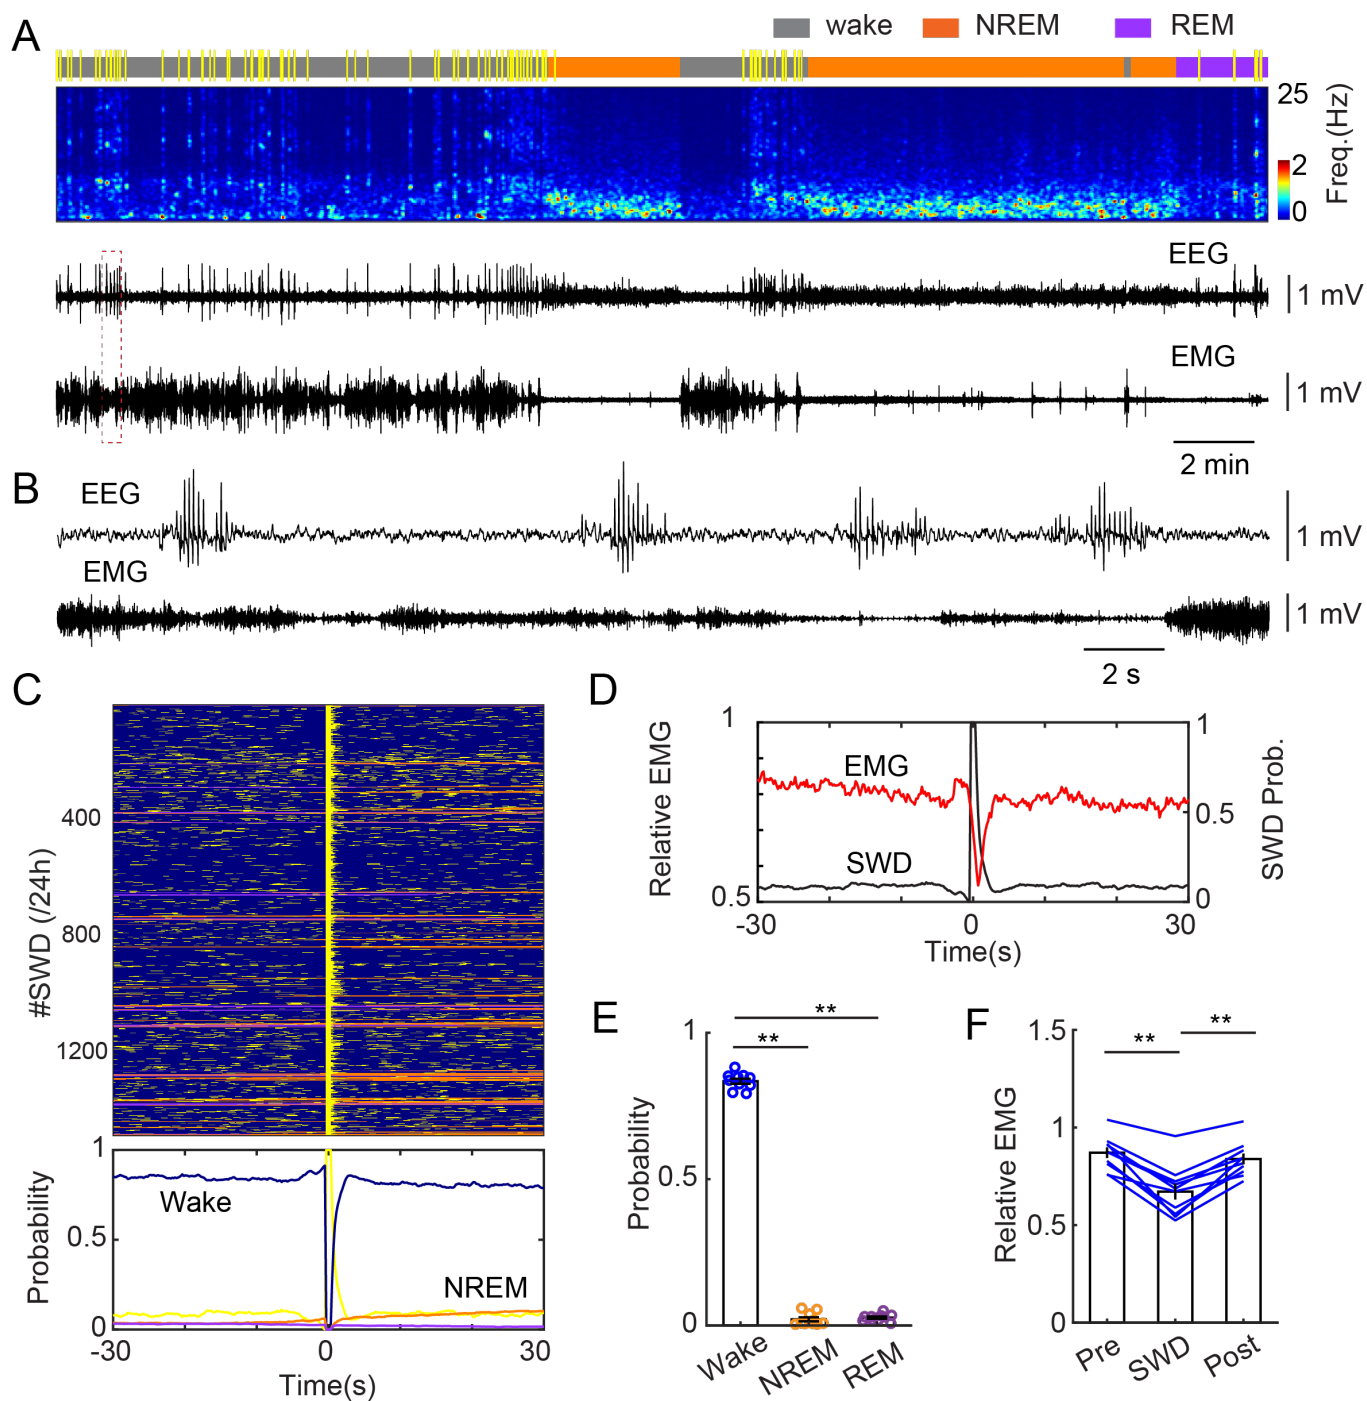 A
wake NREM REM
25
2
0
Freq.(Hz)
EEG
1 mV
EMG
1 mV
2 min
B
EEG
1 mV
EMG
1 mV
2 s
C
400
800
1200
#SWD (/24h)
1
0.5
0
Probability
Wake
NREM
-30 0 30
Time(s)
D
1
0.5
Relative EMG
EMG
SWD
1
0.5
0
SWD Prob.
-30 0 30
Time(s)
E
1
0.5
0
Probability
**
**
Wake NREM REM
F
1.5
1
0.5
0
Relative EMG
** **
Pre SWD Post